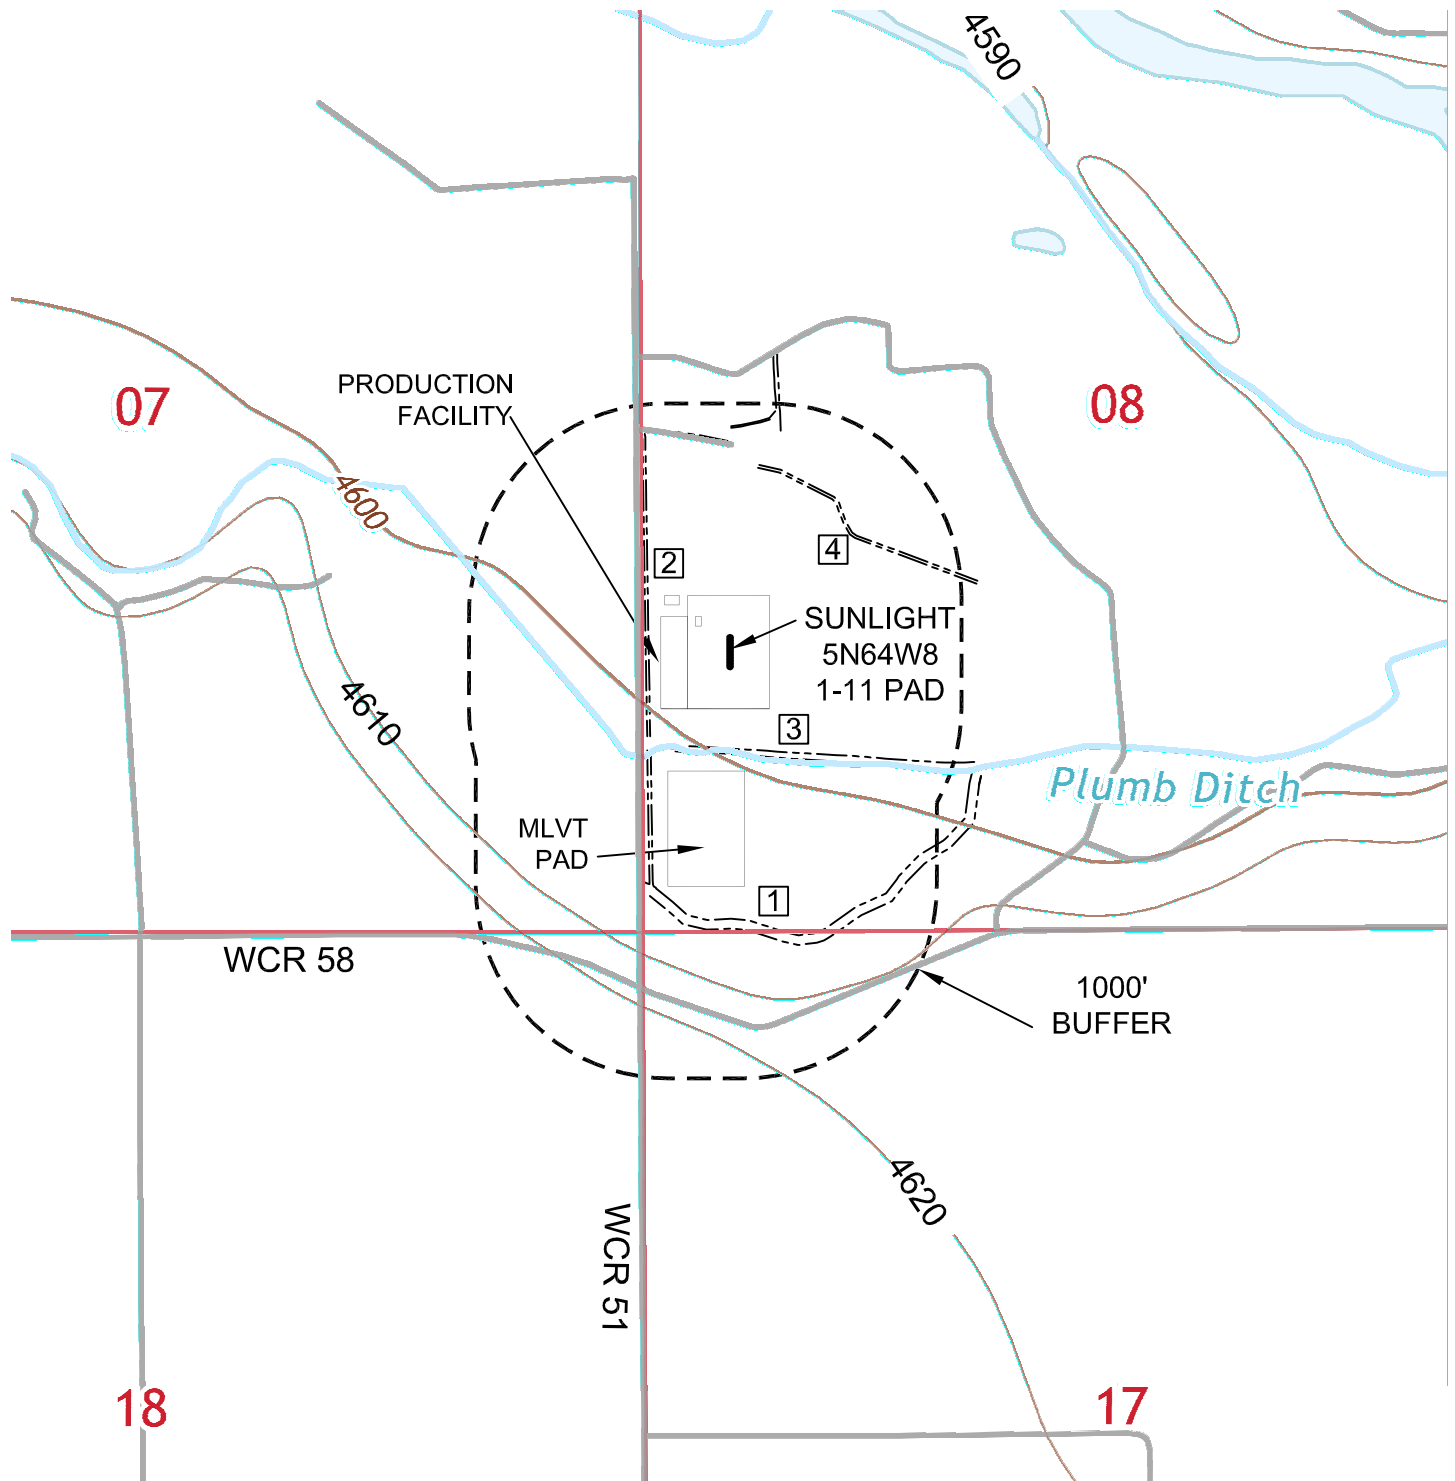 4590
07
08
PRODUCTION
FACILITY
4600
2
4
SUNLIGHT
5N64W8
1-11 PAD
4610
3
Plumb Ditch
MLVT
PAD
1
WCR 58
1000'
BUFFER
4620
WCR 51
18
17